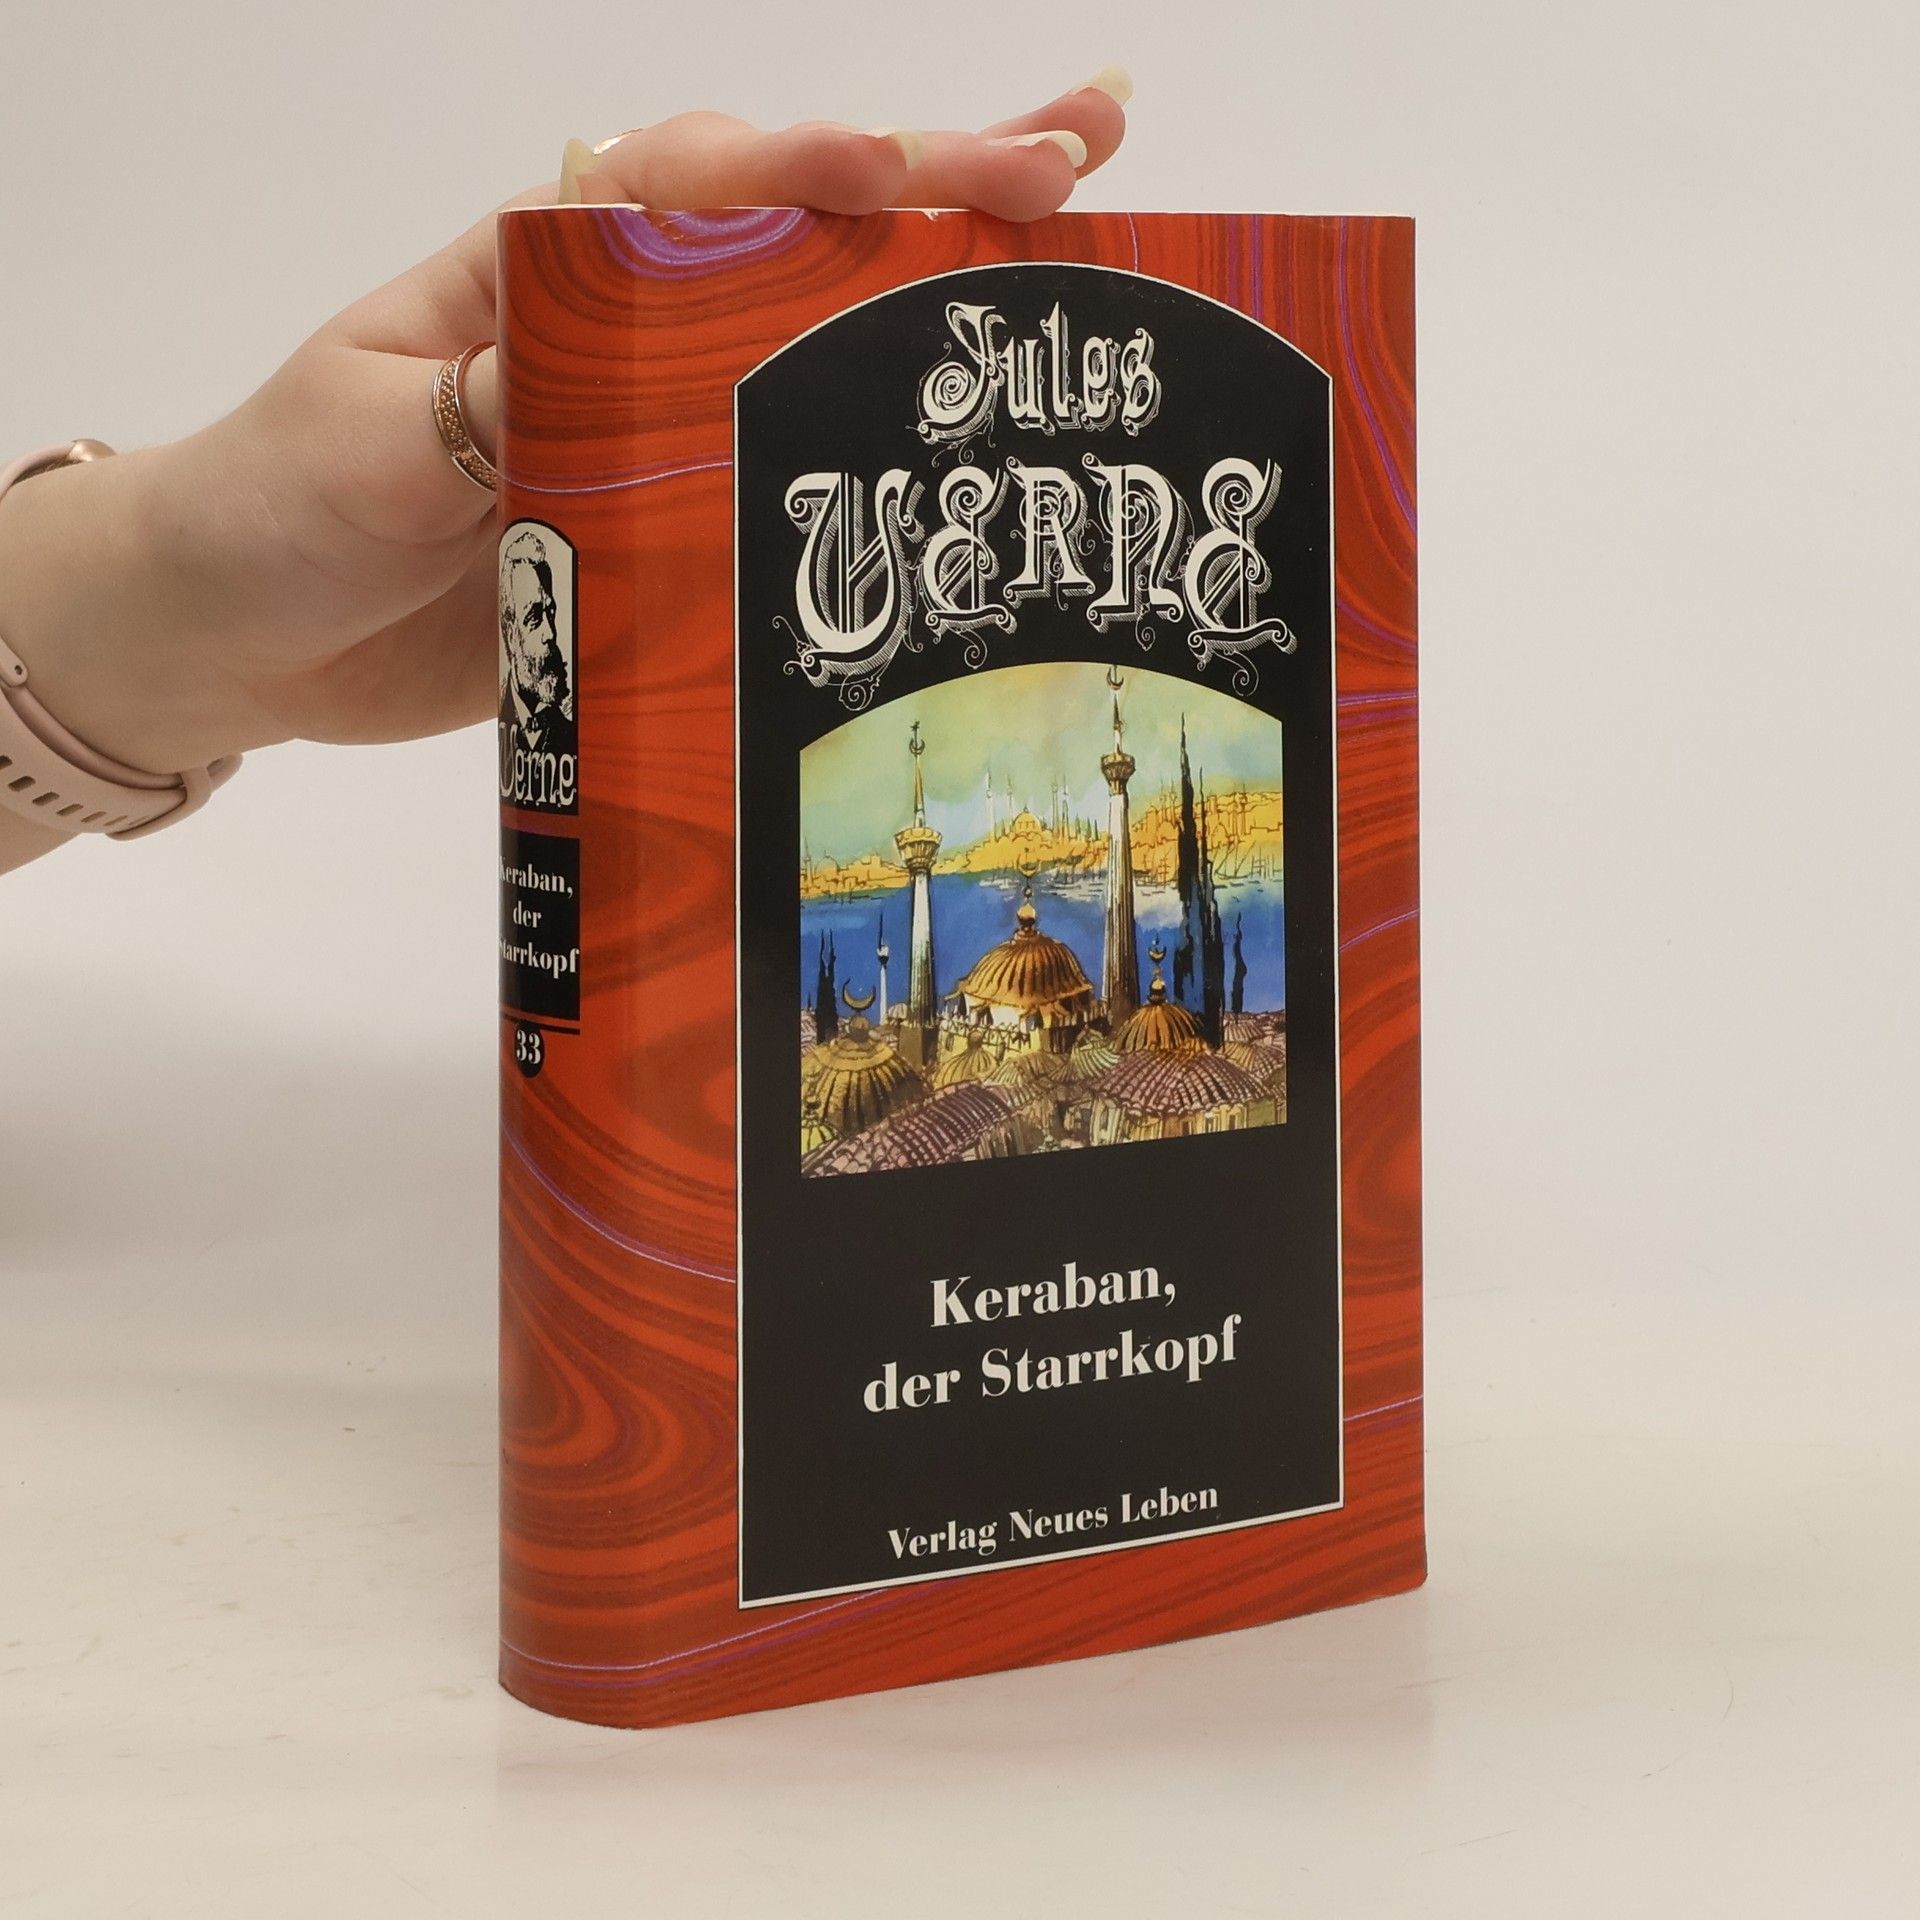 Jules
VERNE
Keraban,
der Starrkopf
Verlag Neues Leben
Verne
Keraban,
der
Starrkopf
33